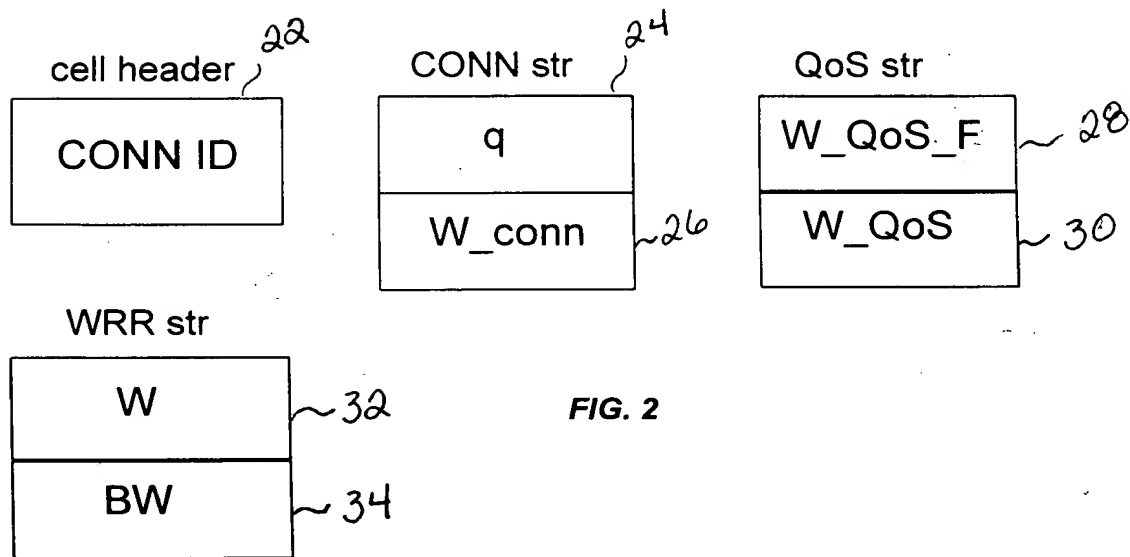 cell header 22
CONN ID
CONN str 24
q
W_conn 26
QoS str
W_QoS_F 28
W_QoS 30
WRR str
W 32
BW 34
FIG. 2